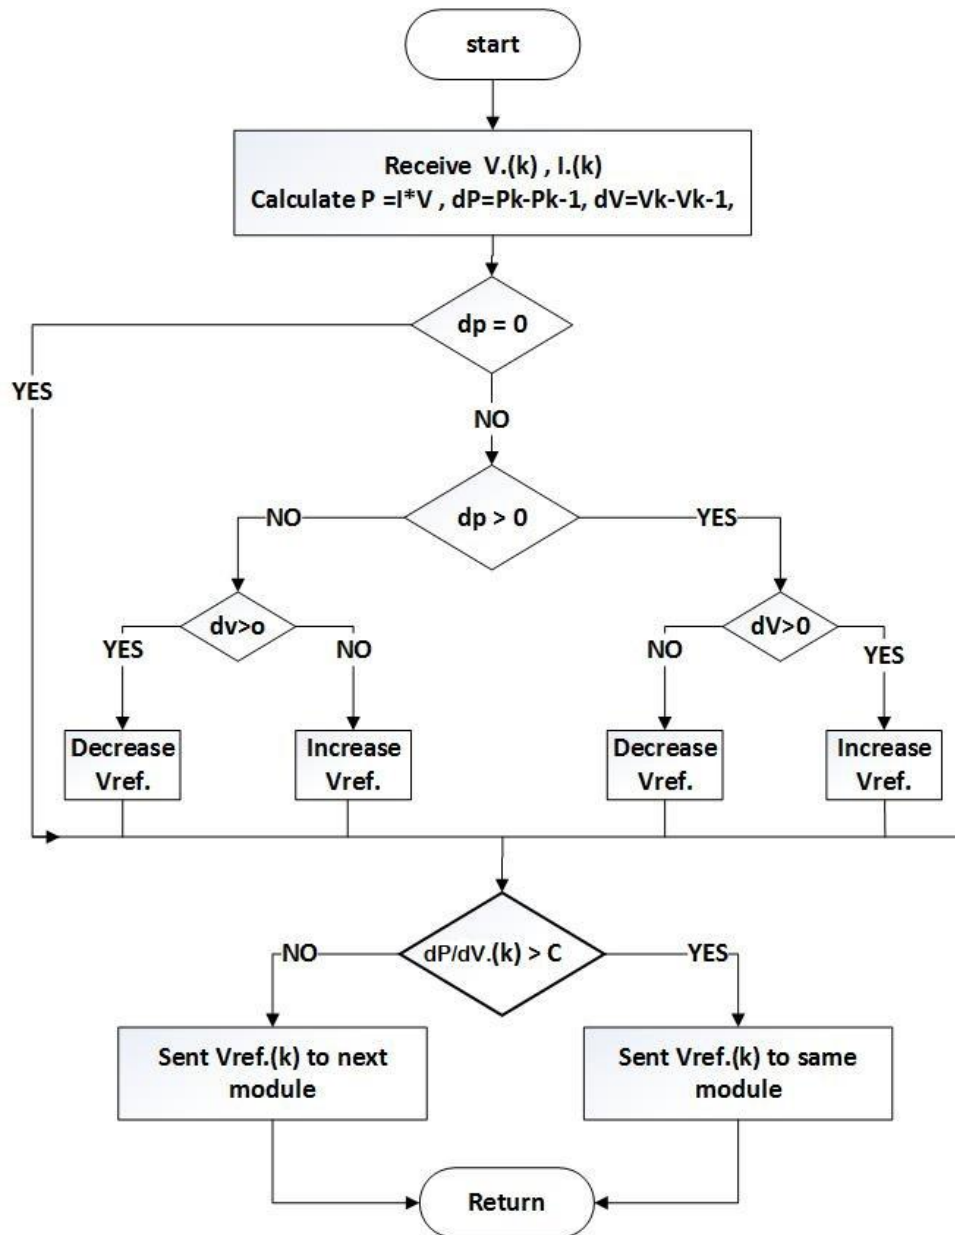 start
Receive V.(k) , I.(k)
Calculate P =I*V , dP=Pk-Pk-1, dV=Vk-Vk-1,
dp = 0
YES
NO
dp > 0
NO
YES
dv>o
YES
NO
dV>0
NO
YES
Decrease
Vref.
Increase
Vref.
Decrease
Vref.
Increase
Vref.
dP/dV.(k) > C
NO
YES
Sent Vref.(k) to next
module
Sent Vref.(k) to same
module
Return